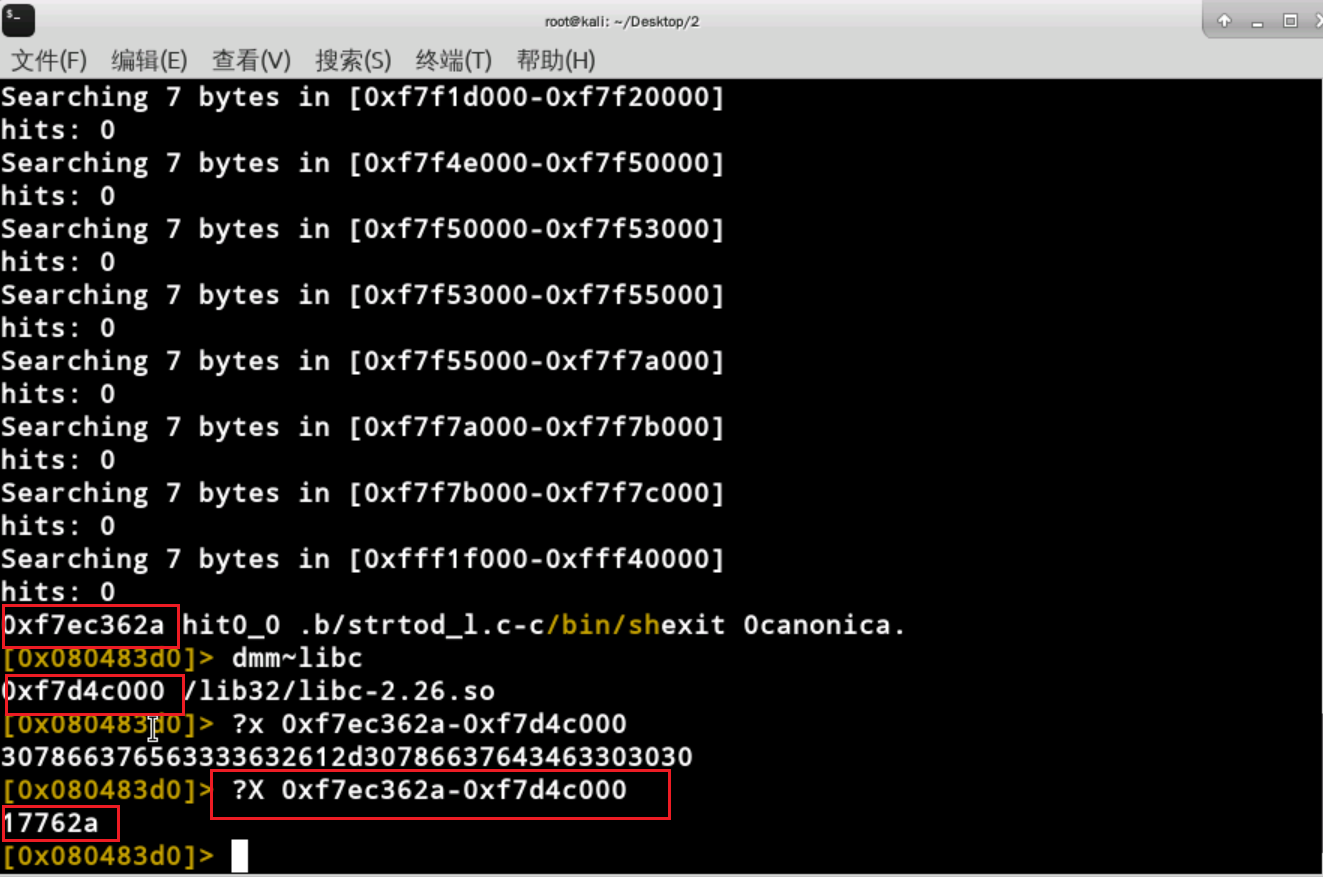 root@kali: ~/Desktop/2
文件(F) 编辑(E) 查看(V) 搜索(S) 终端(T) 帮助(H)
Searching 7 bytes in [0xf7f1d000-0xf7f20000]
hits: 0
Searching 7 bytes in [0xf7f4e000-0xf7f50000]
hits: 0
Searching 7 bytes in [0xf7f50000-0xf7f53000]
hits: 0
Searching 7 bytes in [0xf7f53000-0xf7f55000]
hits: 0
Searching 7 bytes in [0xf7f55000-0xf7f7a000]
hits: 0
Searching 7 bytes in [0xf7f7a000-0xf7f7b000]
hits: 0
Searching 7 bytes in [0xf7f7b000-0xf7f7c000]
hits: 0
Searching 7 bytes in [0xfff1f000-0xfff40000]
hits: 0
0xf7ec362a hit0_0 .b/strtod_l.c-c/bin/shexit 0canonica.
[0x080483d0]> dmm~libc
0xf7d4c000 /lib32/libc-2.26.so
[0x080483d0]> ?x 0xf7ec362a-0xf7d4c000
307866376563333632612d30786637643463303030
[0x080483d0]> ?X 0xf7ec362a-0xf7d4c000
17762a
[0x080483d0]>